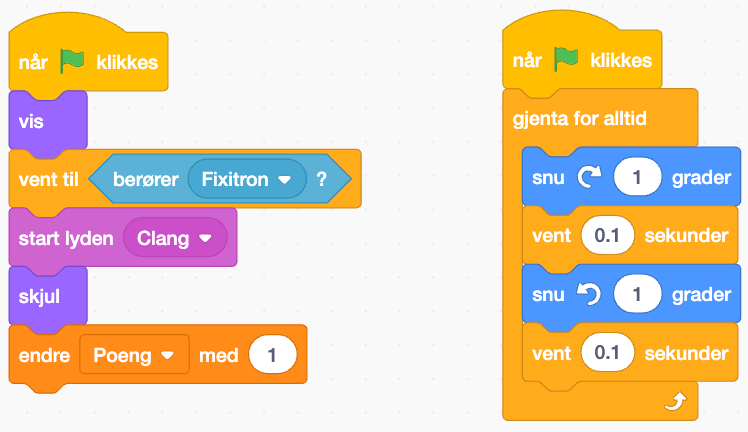 når klikkes
vis
vent til berører Fixitron ?
start lyden Clang
skjul
endre Poeng med 1
når klikkes
gjenta for alltid
snu 1 grader
vent 0.1 sekunder
snu 1 grader
vent 0.1 sekunder